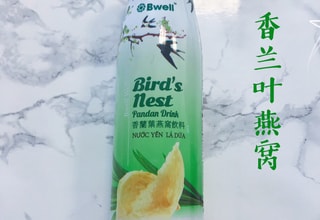 Bwell
Bird's
nest
Pandan Drink
香蘭葉燕窩飲料
NƯỚC YẾN LÁ DỨA
香兰叶燕窝